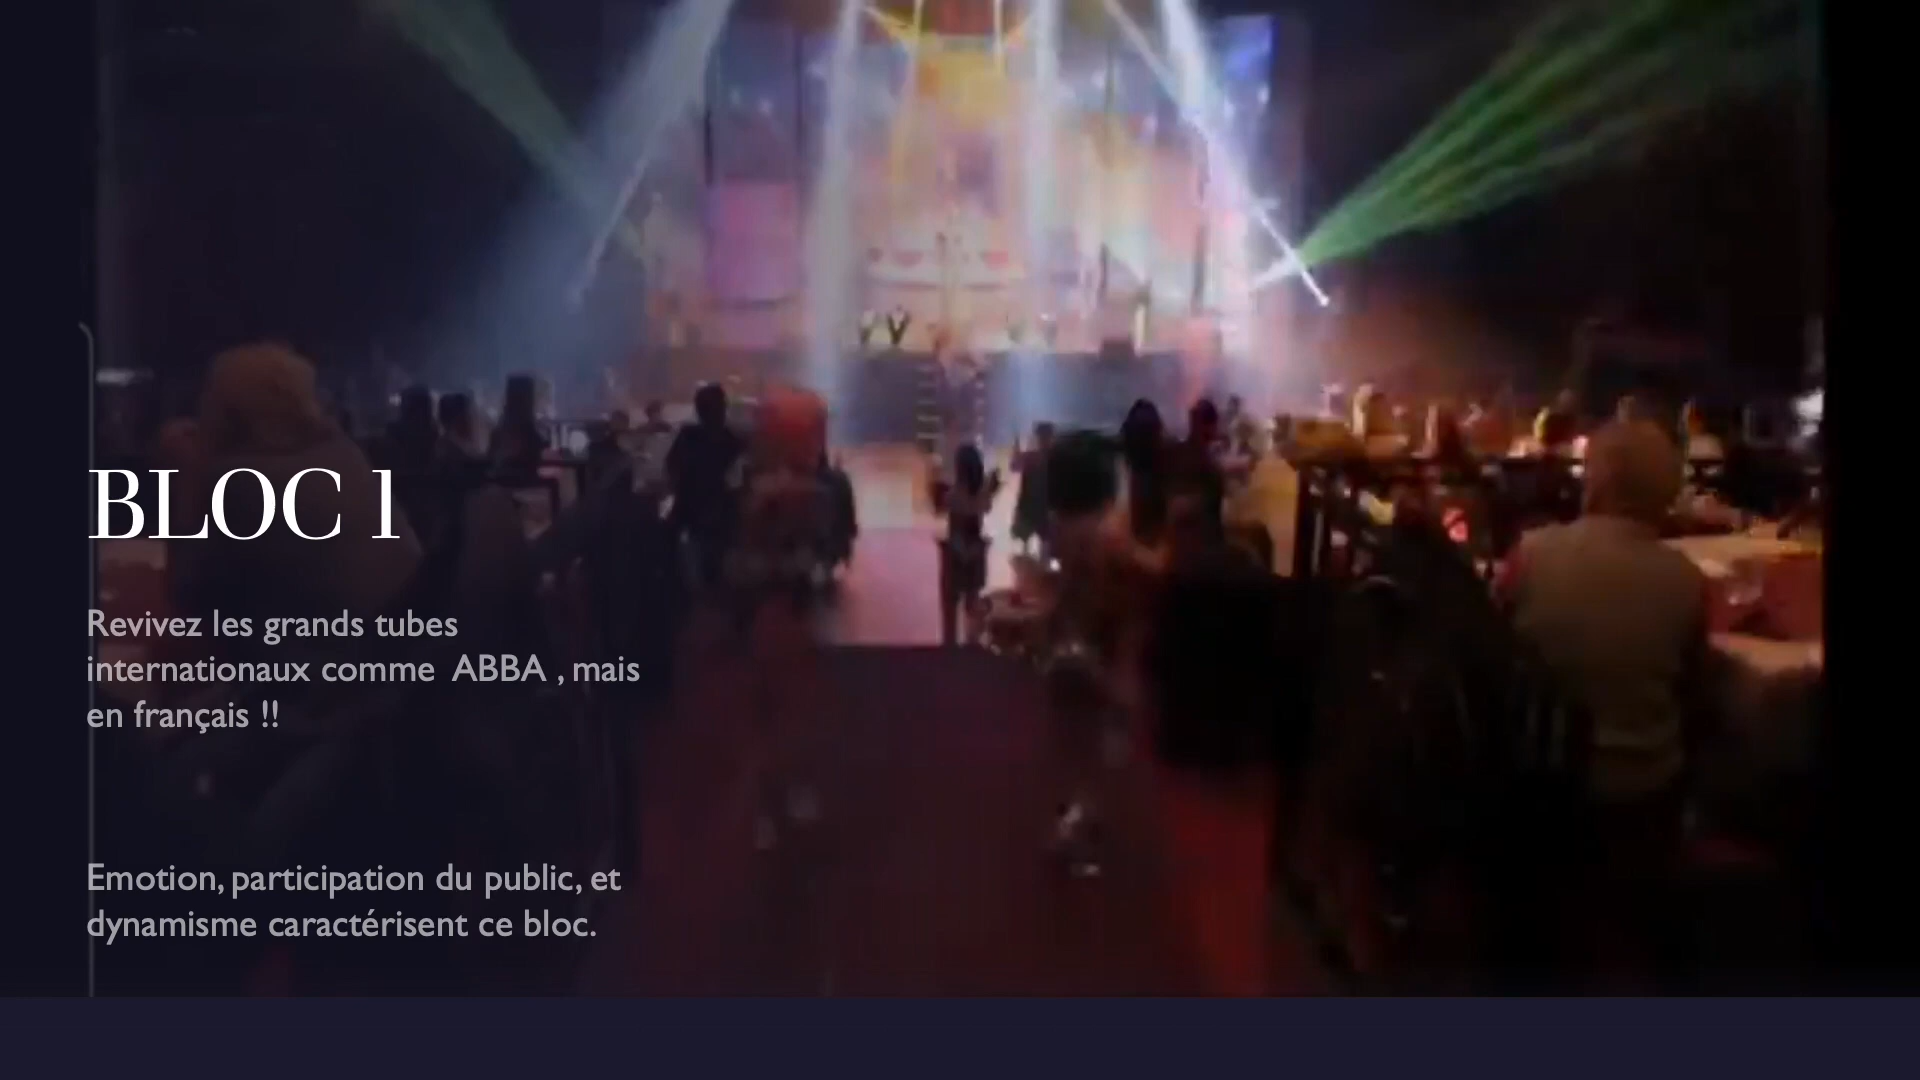 BLOC 1
Revivez les grands tubes
internationaux comme ABBA , mais
en français !!
Emotion, participation du public, et
dynamisme caractérisent ce bloc.